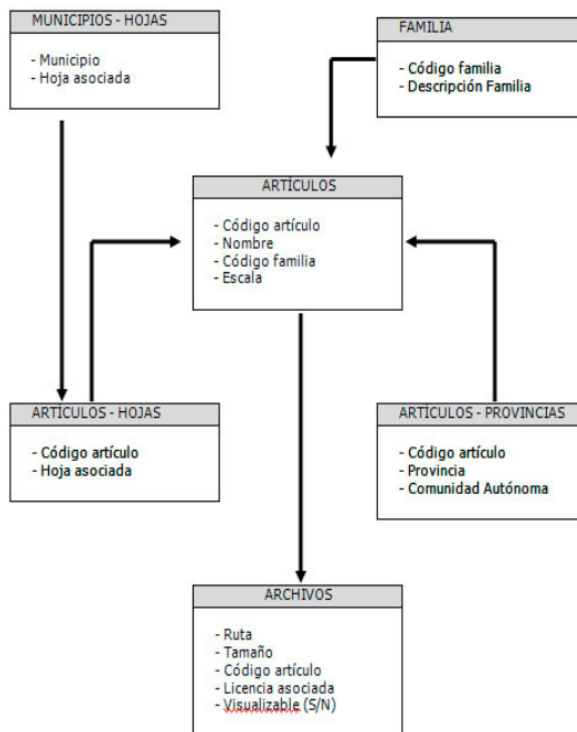 MUNICIPIOS - HOJAS
- Municipio
- Hoja asociada
FAMILIA
- Código familia
- Descripción Familia
ARTÍCULOS
- Código artículo
- Nombre
- Código familia
- Escala
ARTÍCULOS - HOJAS
- Código artículo
- Hoja asociada
ARTÍCULOS - PROVINCIAS
- Código artículo
- Provincia
- Comunidad Autónoma
ARCHIVOS
- Ruta
- Tamaño
- Código artículo
- Licencia asociada
- Visualizable (S/N)